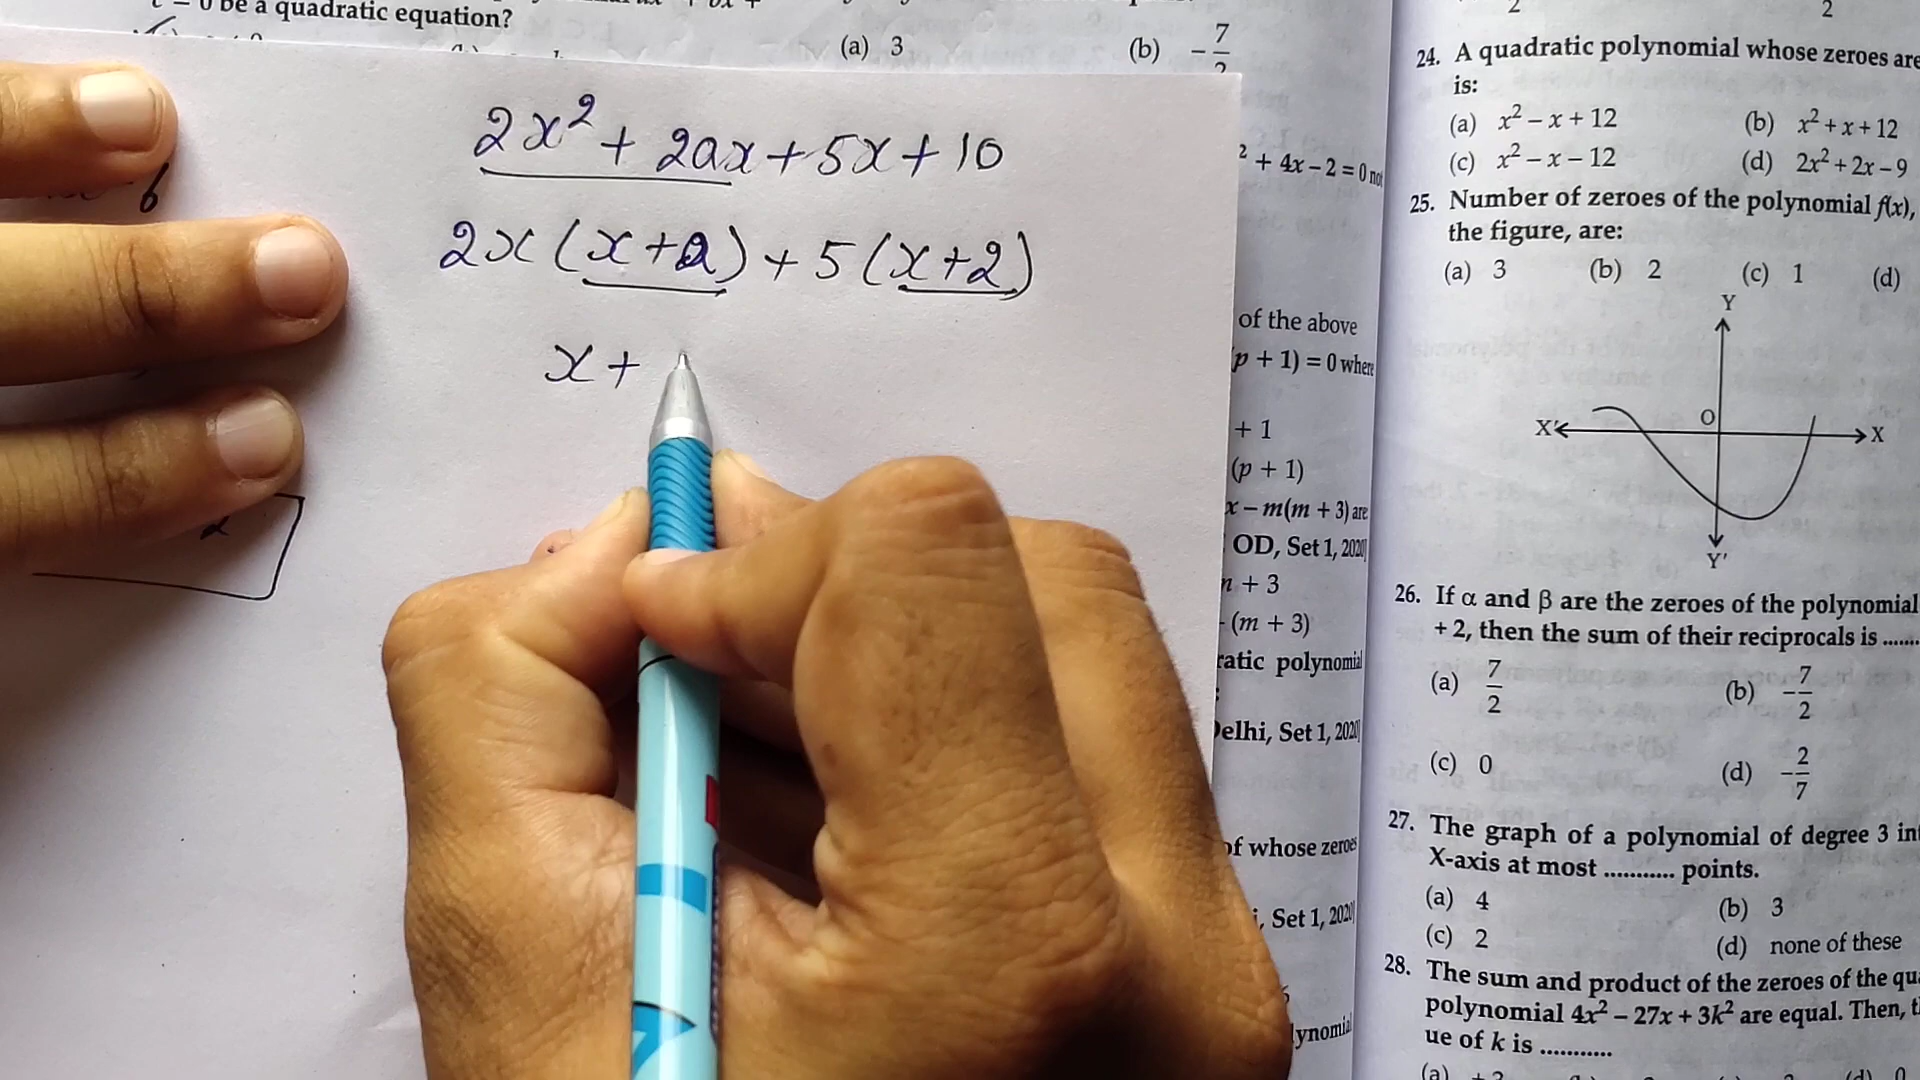 be a quadratic equation?
(a) 3 (b) -7/2
2x² + 2ax + 5x + 10
2x (x+a) + 5 (x+2)
x +
6
² + 4x - 2 = 0 not
of the above
(p + 1) = 0 where
+ 1
(p + 1)
x - m(m + 3) are
OD, Set 1, 2020]
+ 3
(m + 3)
ratic polynomial
Delhi, Set 1, 2020]
of whose zeroes
Set 1, 2020]
2 2
24. A quadratic polynomial whose zeroes are
is:
(a) x² - x + 12 (b) x² + x + 12
(c) x² - x - 12 (d) 2x² + 2x - 9
25. Number of zeroes of the polynomial f(x),
the figure, are:
(a) 3 (b) 2 (c) 1 (d)
Y
O
X' X
Y'
26. If α and β are the zeroes of the polynomial
+ 2, then the sum of their reciprocals is .......
(a) 7/2 (b) -7/2
(c) 0 (d) -2/7
27. The graph of a polynomial of degree 3 in
X-axis at most ........... points.
(a) 4 (b) 3
(c) 2 (d) none of these
28. The sum and product of the zeroes of the
polynomial 4x² - 27x + 3k² are equal. Then,
ue of k is ...........